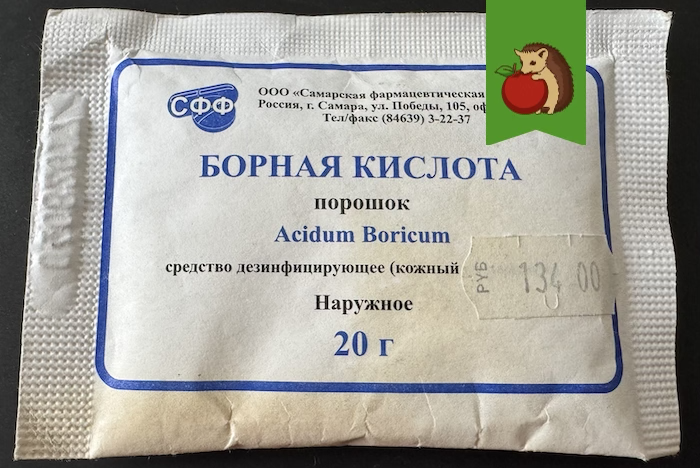 СФФ
ООО «Самарская фармацевтическая
Россия, г. Самара, ул. Победы, 105,
Тел/факс (84639) 3-22-37
БОРНАЯ КИСЛОТА
порошок
Acidum Boricum
средство дезинфицирующее (кожный
РУБ 134 00
Наружное
20 г